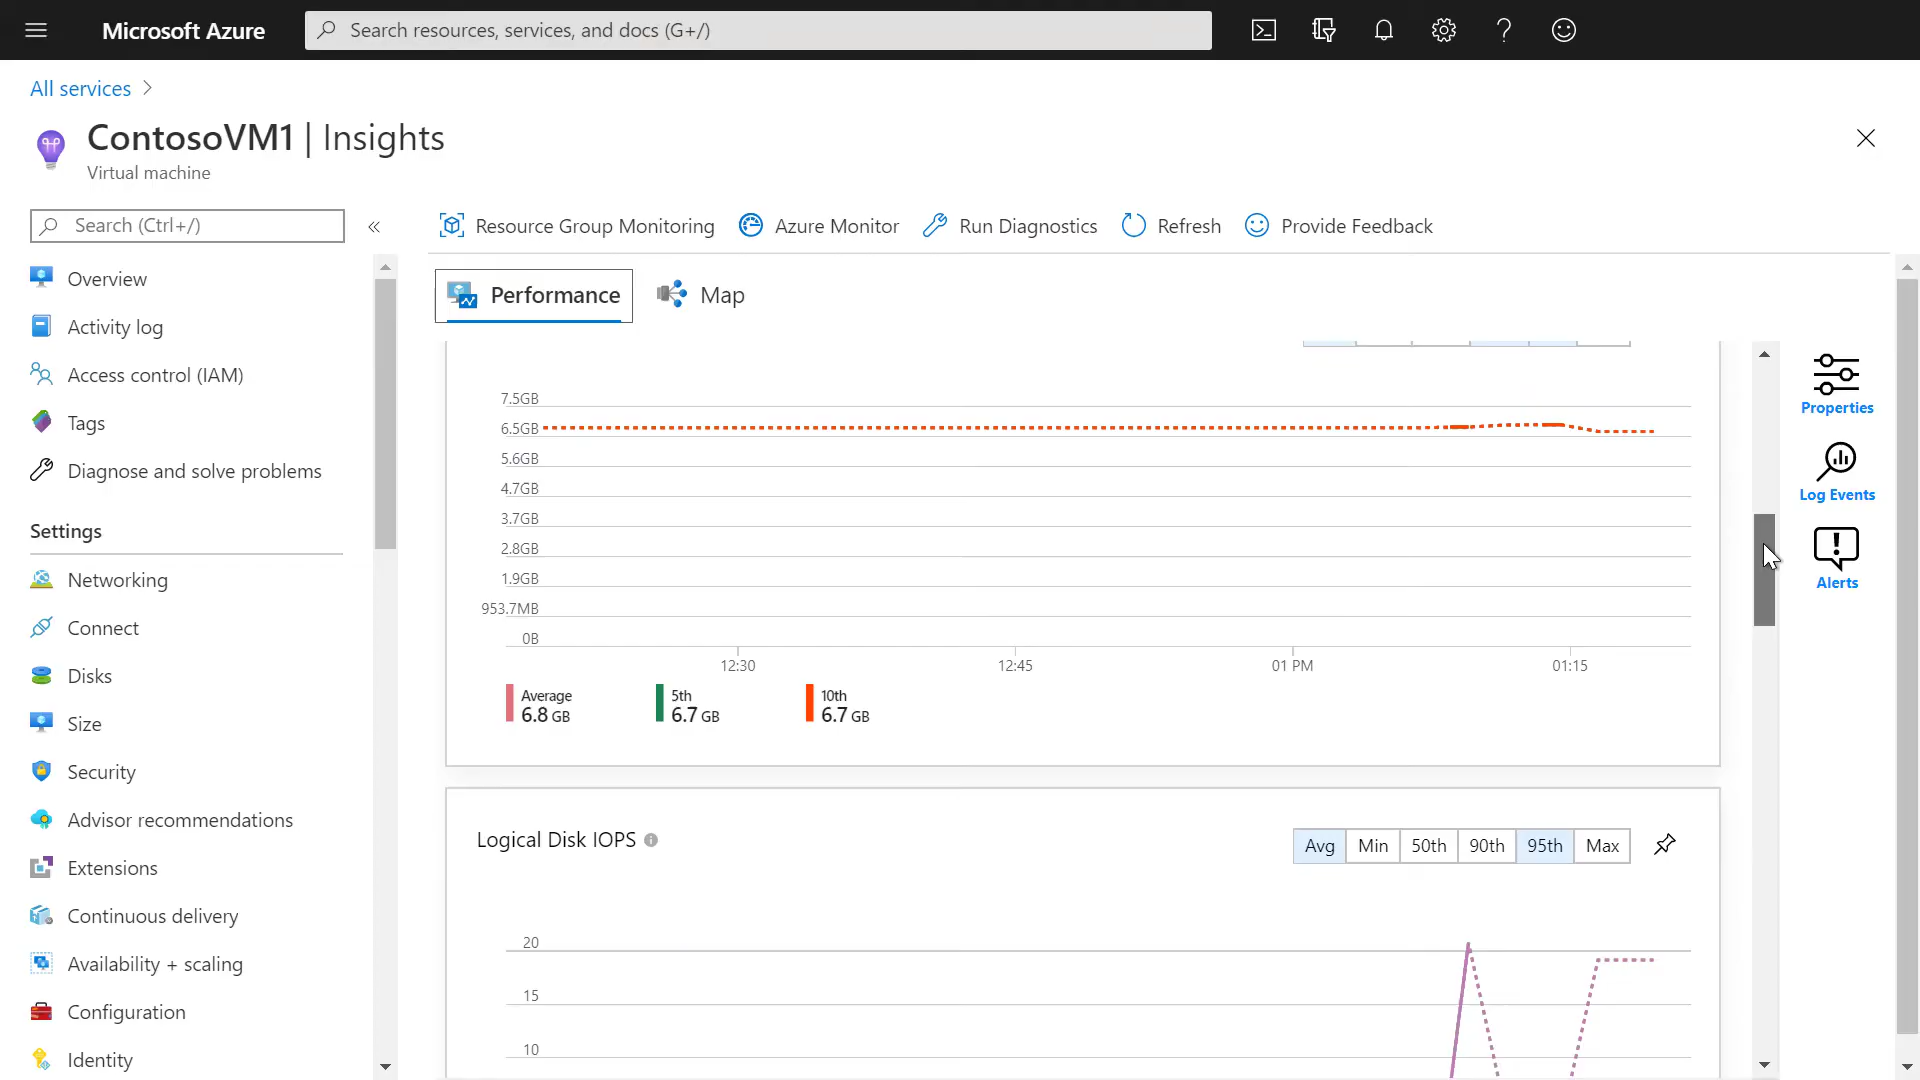 Microsoft Azure
Search resources, services, and docs (G+/)
All services
ContosoVM1 | Insights
Virtual machine
Search (Ctrl+/)
«
Resource Group Monitoring
Azure Monitor
Run Diagnostics
Refresh
Provide Feedback
Overview
Activity log
Access control (IAM)
Tags
Diagnose and solve problems
Settings
Networking
Connect
Disks
Size
Security
Advisor recommendations
Extensions
Continuous delivery
Availability + scaling
Configuration
Identity
Performance
Map
7.5GB
6.5GB
5.6GB
4.7GB
3.7GB
2.8GB
1.9GB
953.7MB
0B
12:30
12:45
01 PM
01:15
Average
6.8 GB
5th
6.7 GB
10th
6.7 GB
Logical Disk IOPS
Avg
Min
50th
90th
95th
Max
20
15
10
Properties
Log Events
Alerts